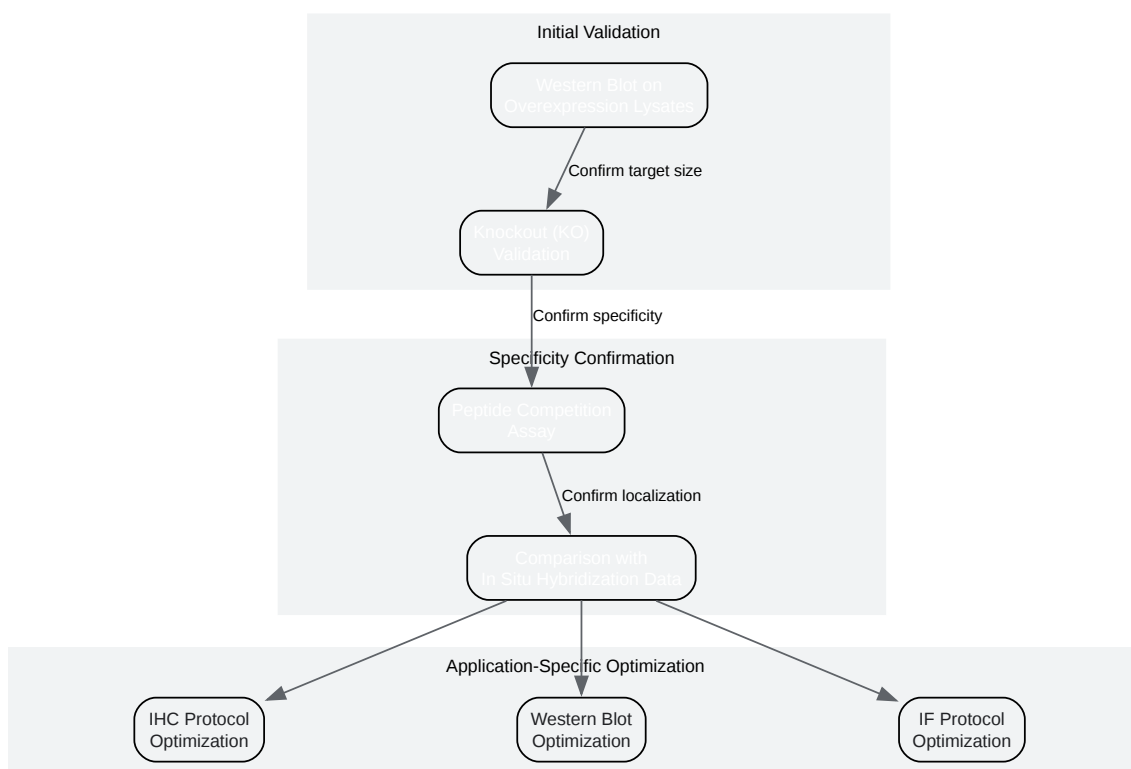 Initial Validation
Western Blot on
Overexpression Lysates
Confirm target size
Knockout (KO)
Validation
Confirm specificity
Specificity Confirmation
Peptide Competition
Assay
Confirm localization
Comparison with
In Situ Hybridization Data
Application-Specific Optimization
IHC Protocol
Optimization
Western Blot
Optimization
IF Protocol
Optimization